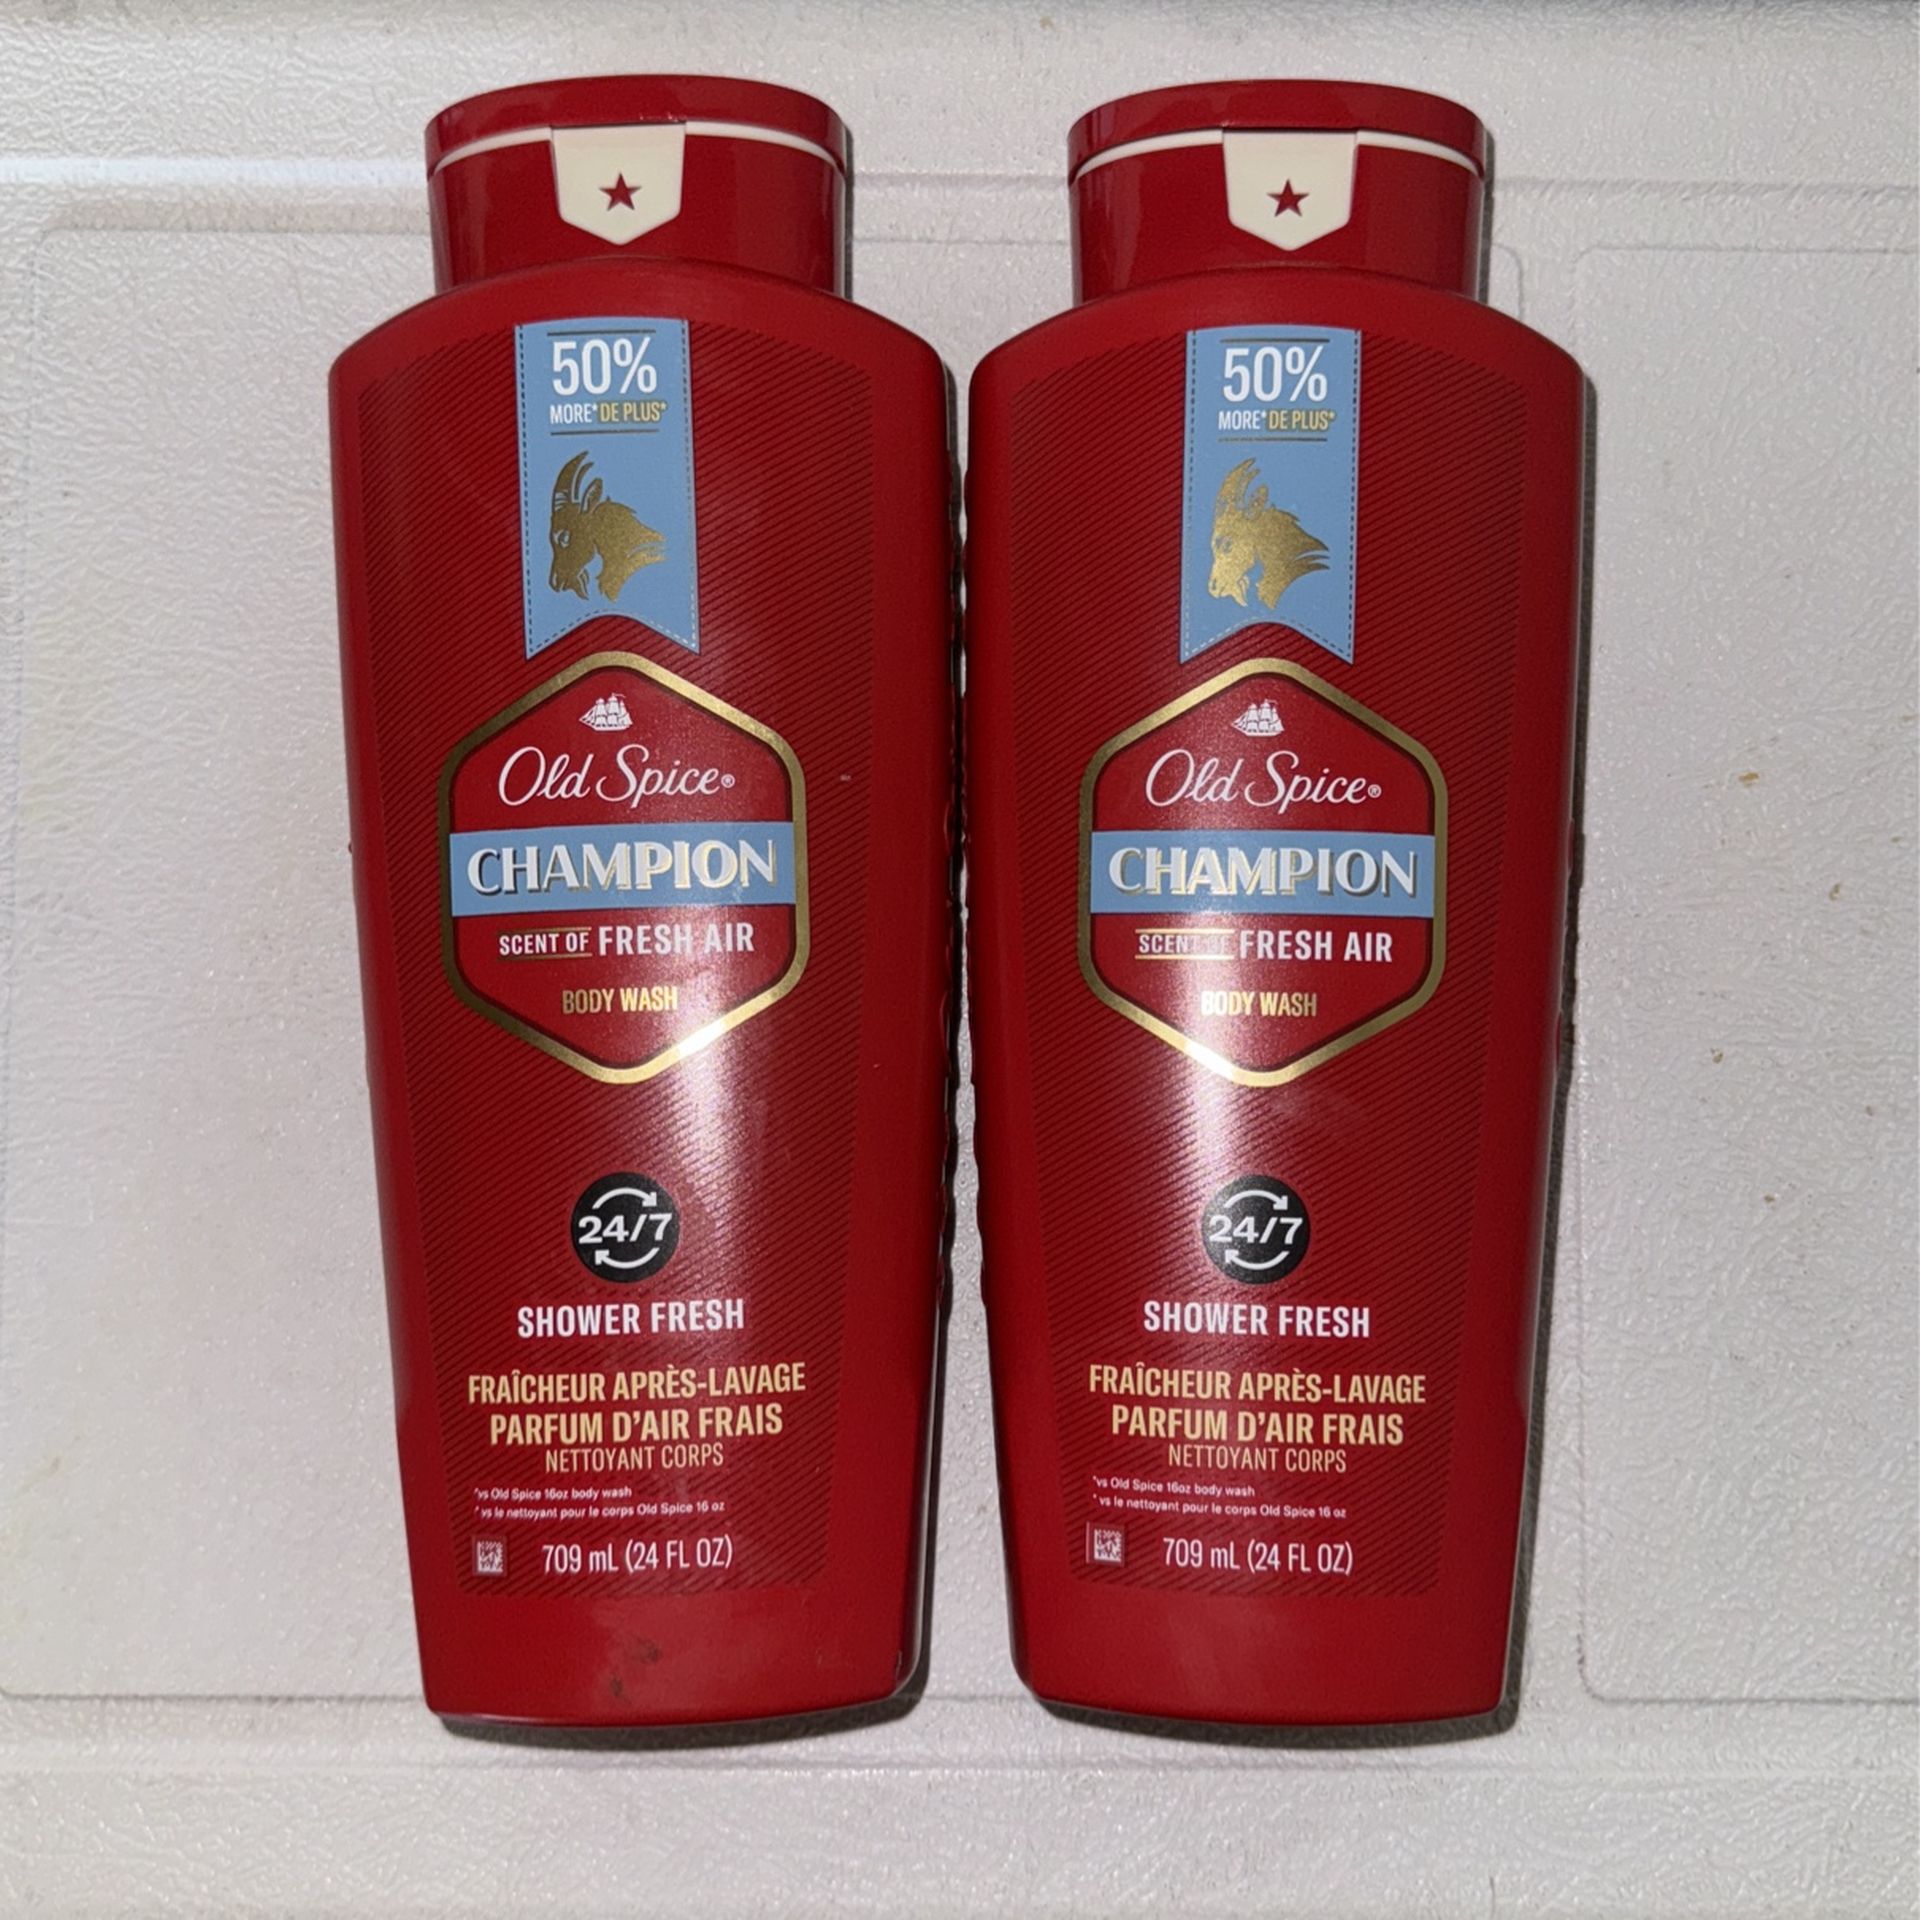 50%
MORE* DE PLUS*
Old Spice®
CHAMPION
SCENT OF FRESH AIR
BODY WASH
24/7
SHOWER FRESH
FRAÎCHEUR APRÈS-LAVAGE
PARFUM D'AIR FRAIS
NETTOYANT CORPS
*vs Old Spice 16oz body wash
* vs le nettoyant pour le corps Old Spice 16 oz
709 mL (24 FL OZ)
50%
MORE* DE PLUS*
Old Spice®
CHAMPION
SCENT OF FRESH AIR
BODY WASH
24/7
SHOWER FRESH
FRAÎCHEUR APRÈS-LAVAGE
PARFUM D'AIR FRAIS
NETTOYANT CORPS
*vs Old Spice 16oz body wash
* vs le nettoyant pour le corps Old Spice 16 oz
709 mL (24 FL OZ)